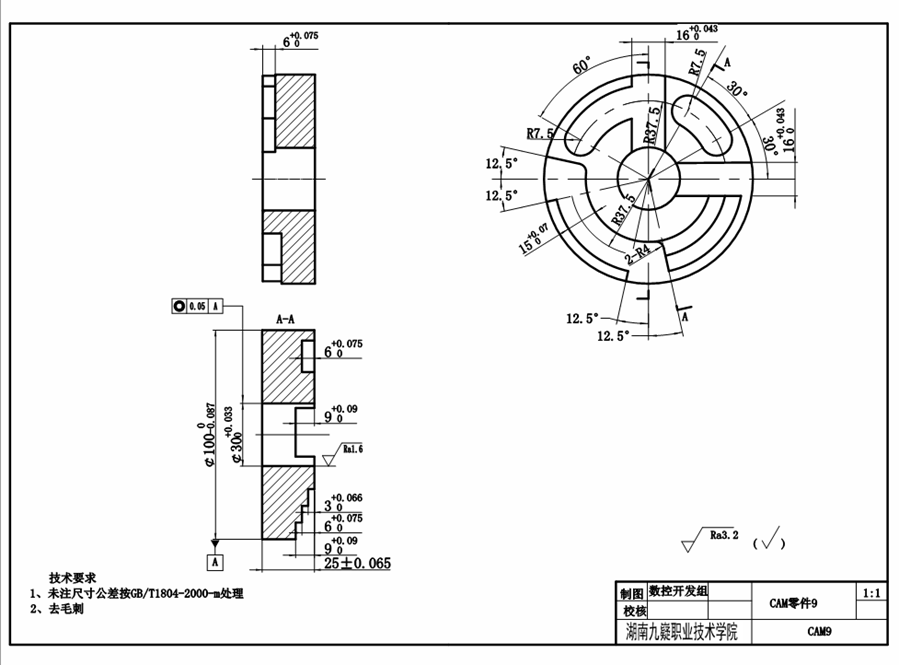 6 +0.075 0
16 +0.043 0
60°
R7.5
A
30°
R37.5
R7.5
30°
16 +0.043 0
12.5°
12.5°
R37.5
15 +0.07 0
2-R4
12.5°
12.5°
A
◎ 0.05 A
A-A
6 +0.075 0
9 +0.09 0
Ra1.6
¢100 0 -0.087
¢30 +0.033 0
3 +0.066 0
6 +0.075 0
9 +0.09 0
25±0.065
A
Ra3.2 (√)
技术要求
1、未注尺寸公差按GB/T1804-2000-m处理
2、去毛刺
制图 数控开发组 CAM零件9 1:1
校核
湖南九嶷职业技术学院 CAM9